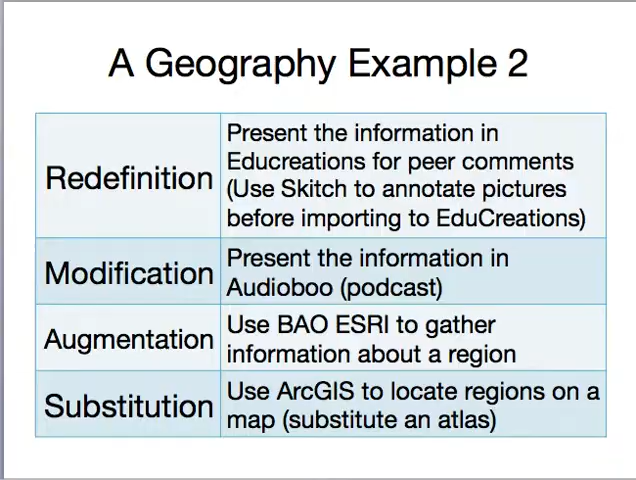 A Geography Example 2
Redefinition
Present the information in
Educreations for peer comments
(Use Skitch to annotate pictures
before importing to EduCreations)
Modification
Present the information in
Audioboo (podcast)
Augmentation
Use BAO ESRI to gather
information about a region
Substitution
Use ArcGIS to locate regions on a
map (substitute an atlas)